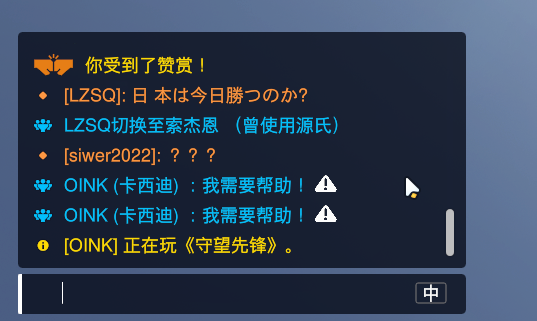 你受到了赞赏！
[LZSQ]: 日 本は今日勝つのか?
LZSQ切换至索杰恩 （曾使用源氏）
[siwer2022]: ？？？
OINK (卡西迪) ：我需要帮助！
OINK (卡西迪) ：我需要帮助！
[OINK] 正在玩《守望先锋》。
中